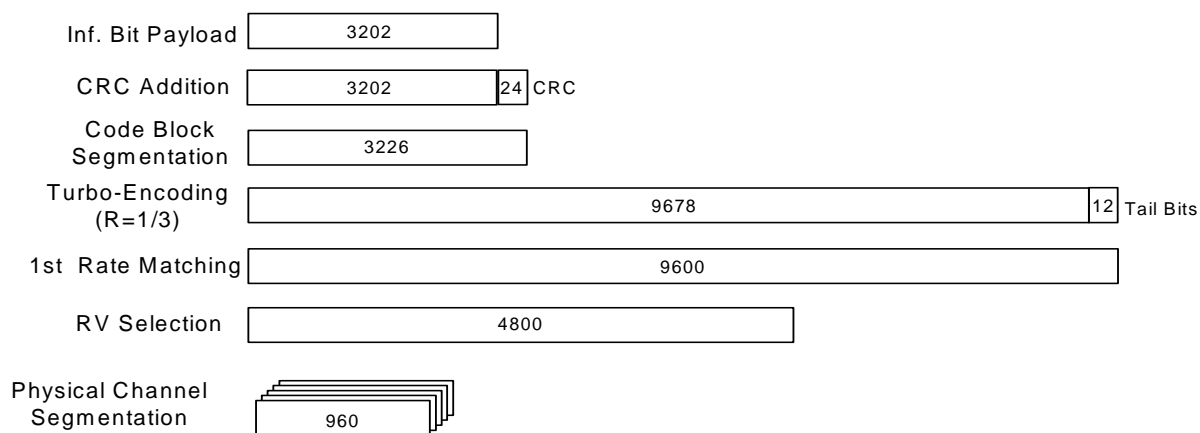 Inf. Bit Payload 3202
CRC Addition 3202 24 CRC
Code Block
Segmentation 3226
Turbo-Encoding
(R=1/3) 9678 12 Tail Bits
1st Rate Matching 9600
RV Selection 4800
Physical Channel
Segmentation 960